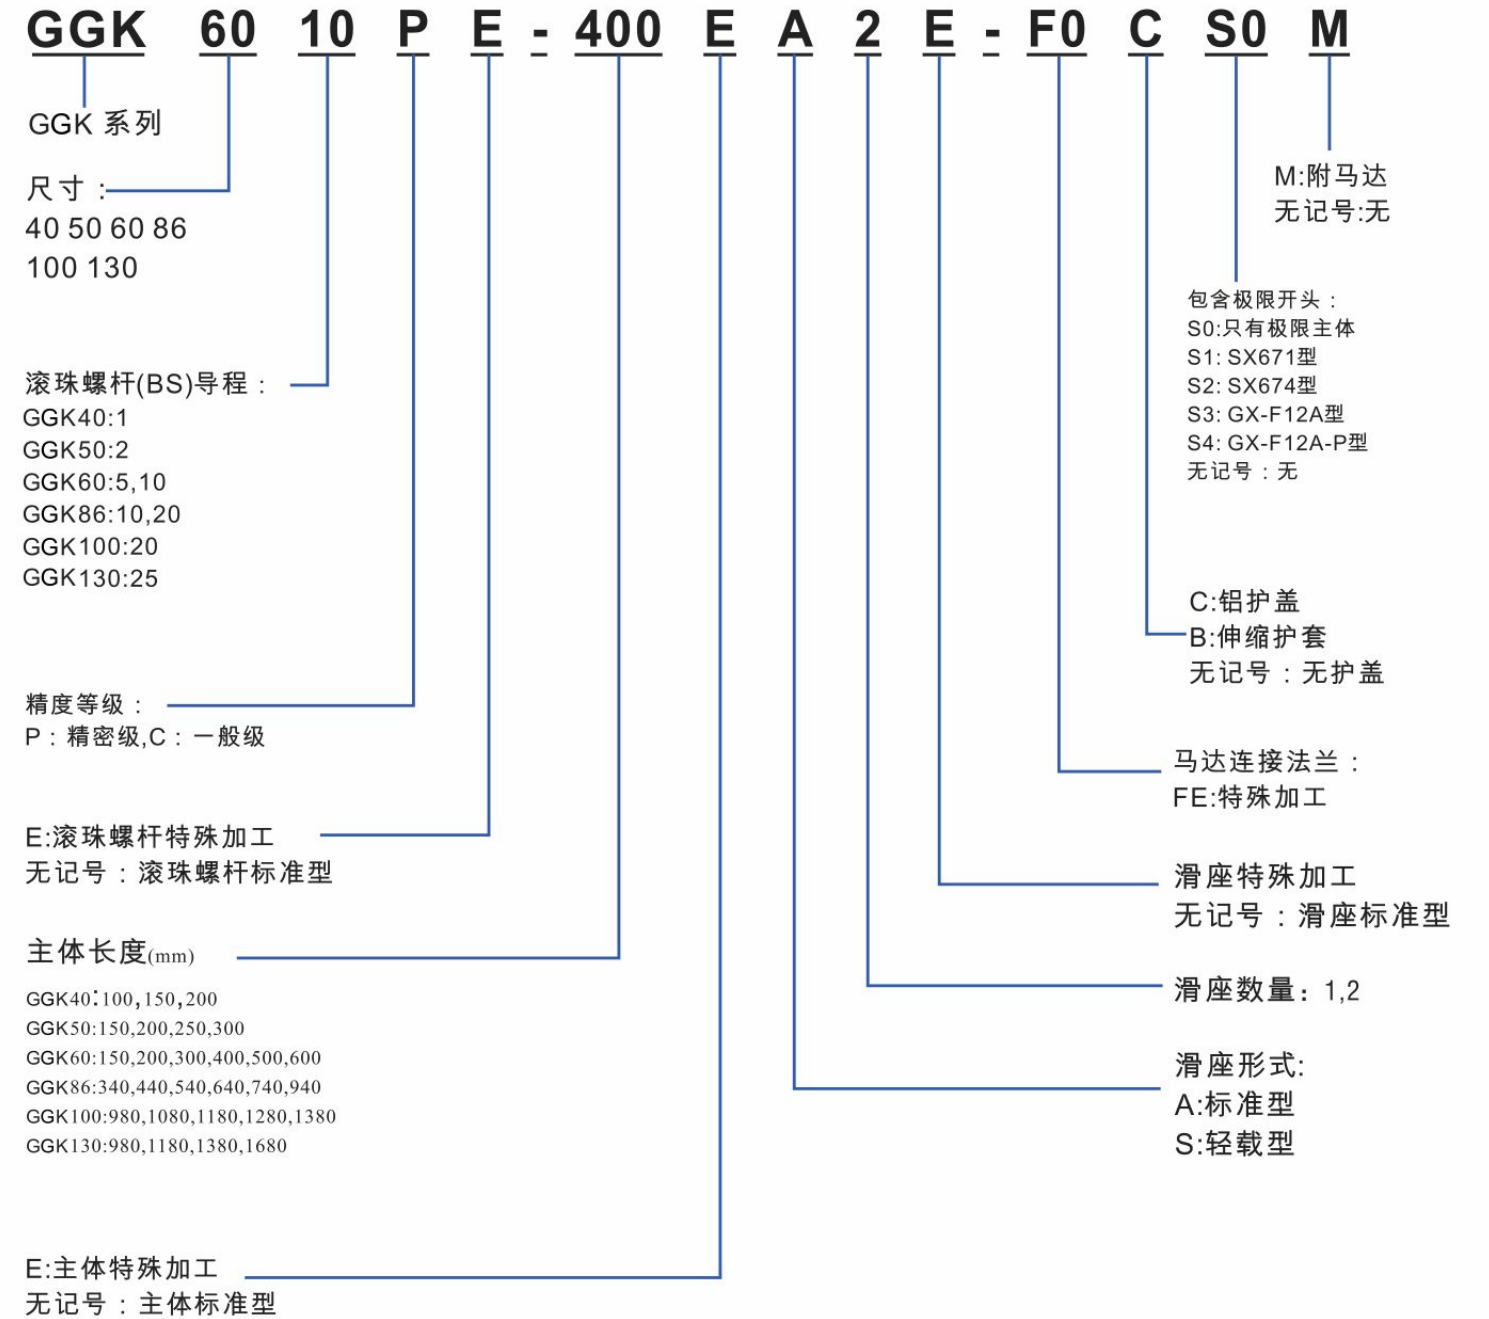 GGK 60 10 P E - 400 E A 2 E - F0 C S0 M
GGK 系列
尺寸：
40 50 60 86
100 130
滚珠螺杆(BS)导程：
GGK40:1
GGK50:2
GGK60:5,10
GGK86:10,20
GGK100:20
GGK130:25
精度等级：
P：精密级,C：一般级
E:滚珠螺杆特殊加工
无记号：滚珠螺杆标准型
主体长度(mm)
GGK40:100,150,200
GGK50:150,200,250,300
GGK60:150,200,300,400,500,600
GGK86:340,440,540,640,740,940
GGK100:980,1080,1180,1280,1380
GGK130:980,1180,1380,1680
E:主体特殊加工
无记号：主体标准型
M:附马达
无记号:无
包含极限开头：
S0:只有极限主体
S1: SX671型
S2: SX674型
S3: GX-F12A型
S4: GX-F12A-P型
无记号：无
C:铝护盖
B:伸缩护套
无记号：无护盖
马达连接法兰：
FE:特殊加工
滑座特殊加工
无记号：滑座标准型
滑座数量：1,2
滑座形式:
A:标准型
S:轻载型